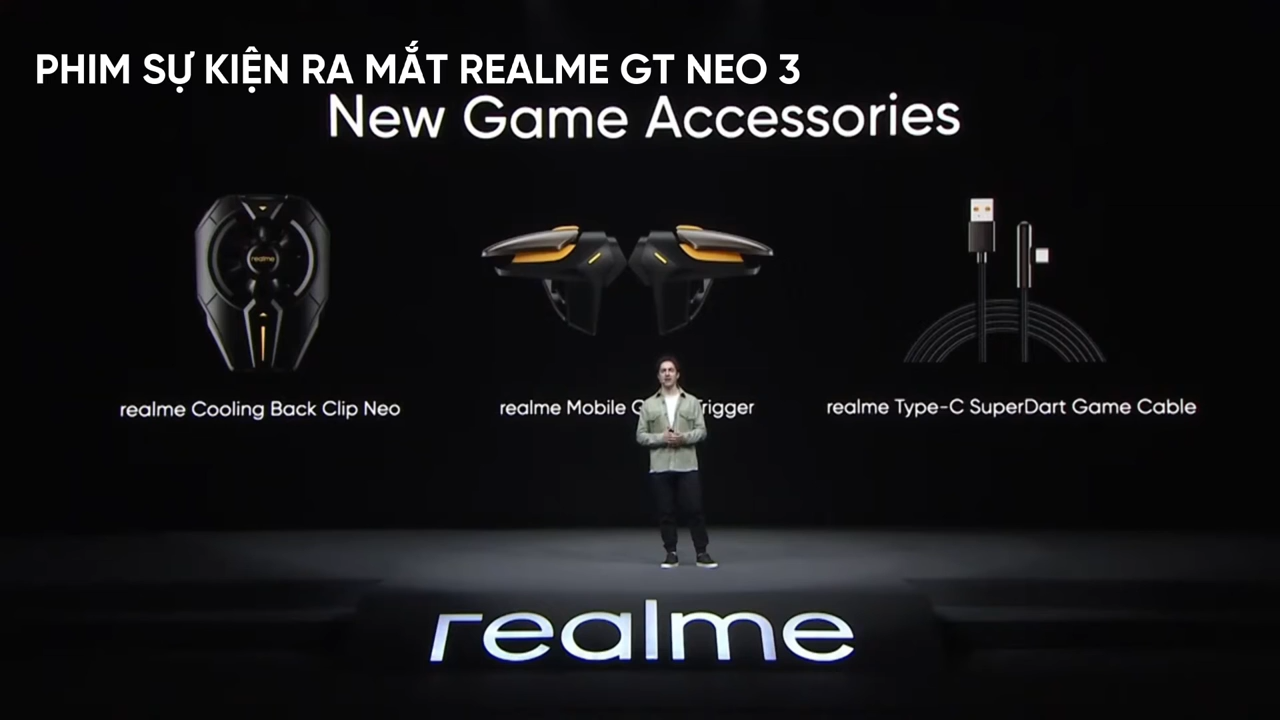 PHIM SỰ KIỆN RA MẮT REALME GT NEO 3
New Game Accessories
realme
realme Cooling Back Clip Neo
realme Mobile Trigger
realme Type-C SuperDart Game Cable
realme